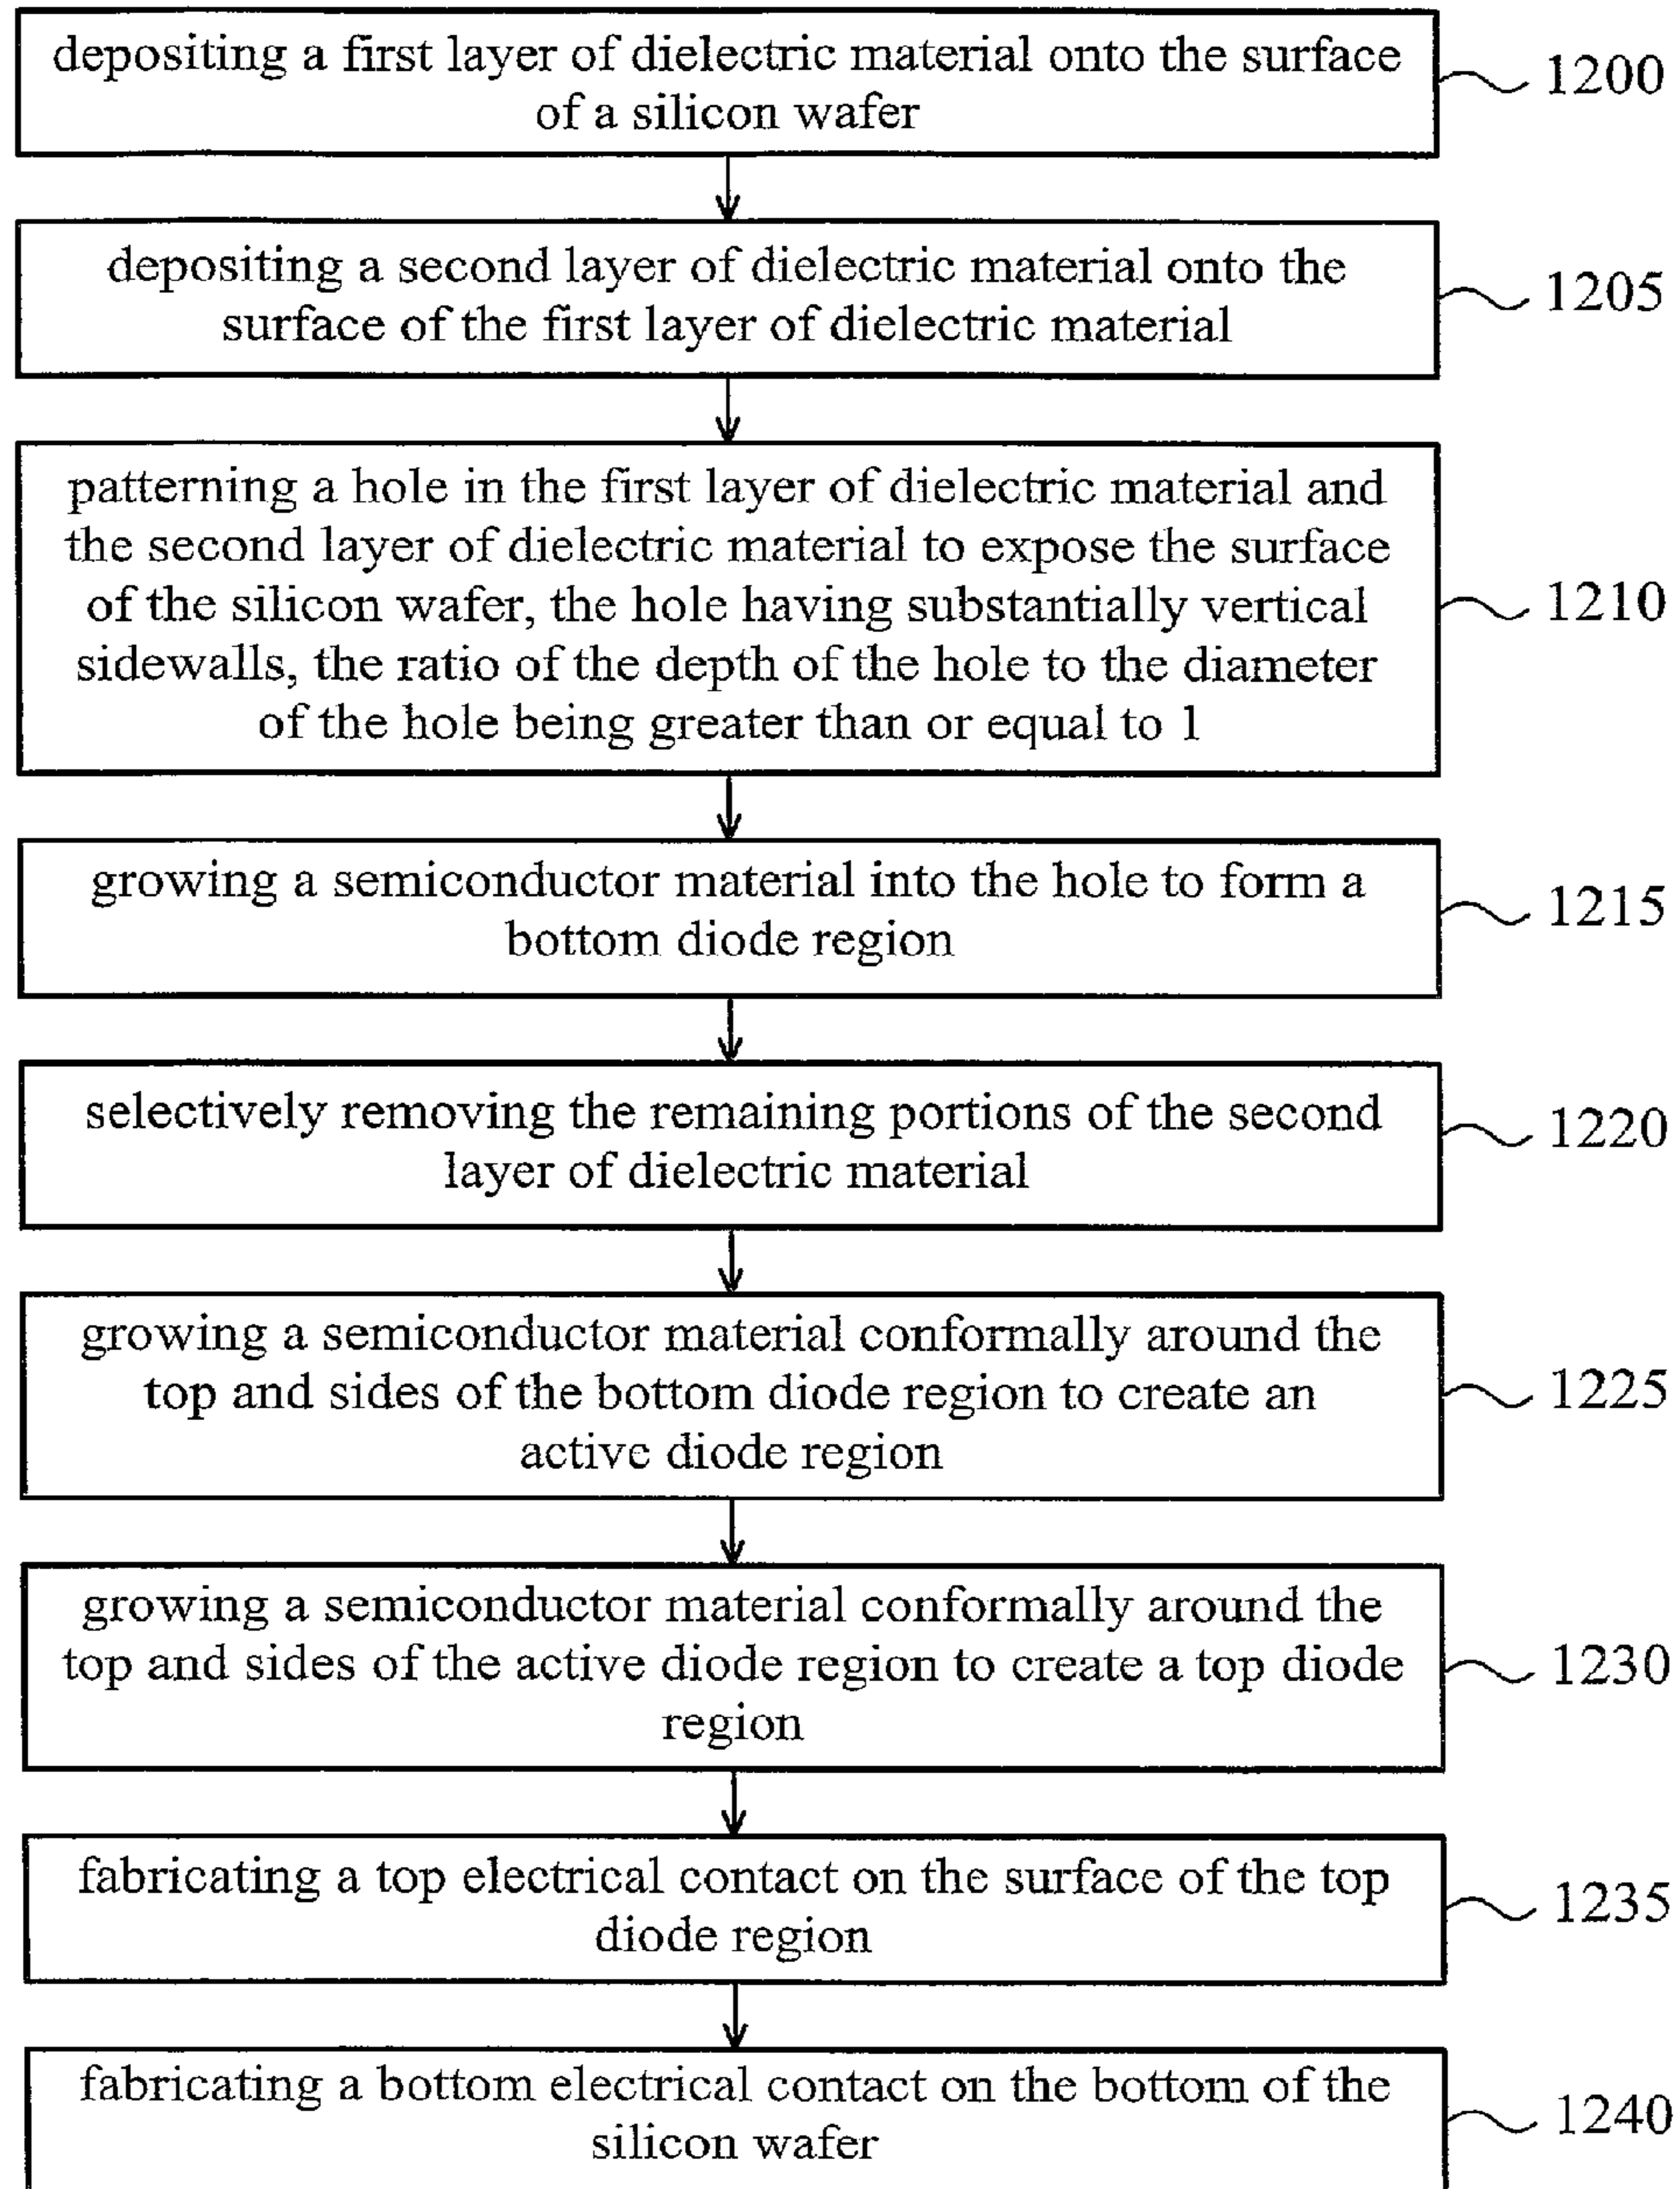 depositing a first layer of dielectric material onto the surface
of a silicon wafer
1200
depositing a second layer of dielectric material onto the
surface of the first layer of dielectric material
1205
patterning a hole in the first layer of dielectric material and
the second layer of dielectric material to expose the surface
of the silicon wafer, the hole having substantially vertical
sidewalls, the ratio of the depth of the hole to the diameter
of the hole being greater than or equal to 1
1210
growing a semiconductor material into the hole to form a
bottom diode region
1215
selectively removing the remaining portions of the second
layer of dielectric material
1220
growing a semiconductor material conformally around the
top and sides of the bottom diode region to create an
active diode region
1225
growing a semiconductor material conformally around the
top and sides of the active diode region to create a top diode
region
1230
fabricating a top electrical contact on the surface of the top
diode region
1235
fabricating a bottom electrical contact on the bottom of the
silicon wafer
1240